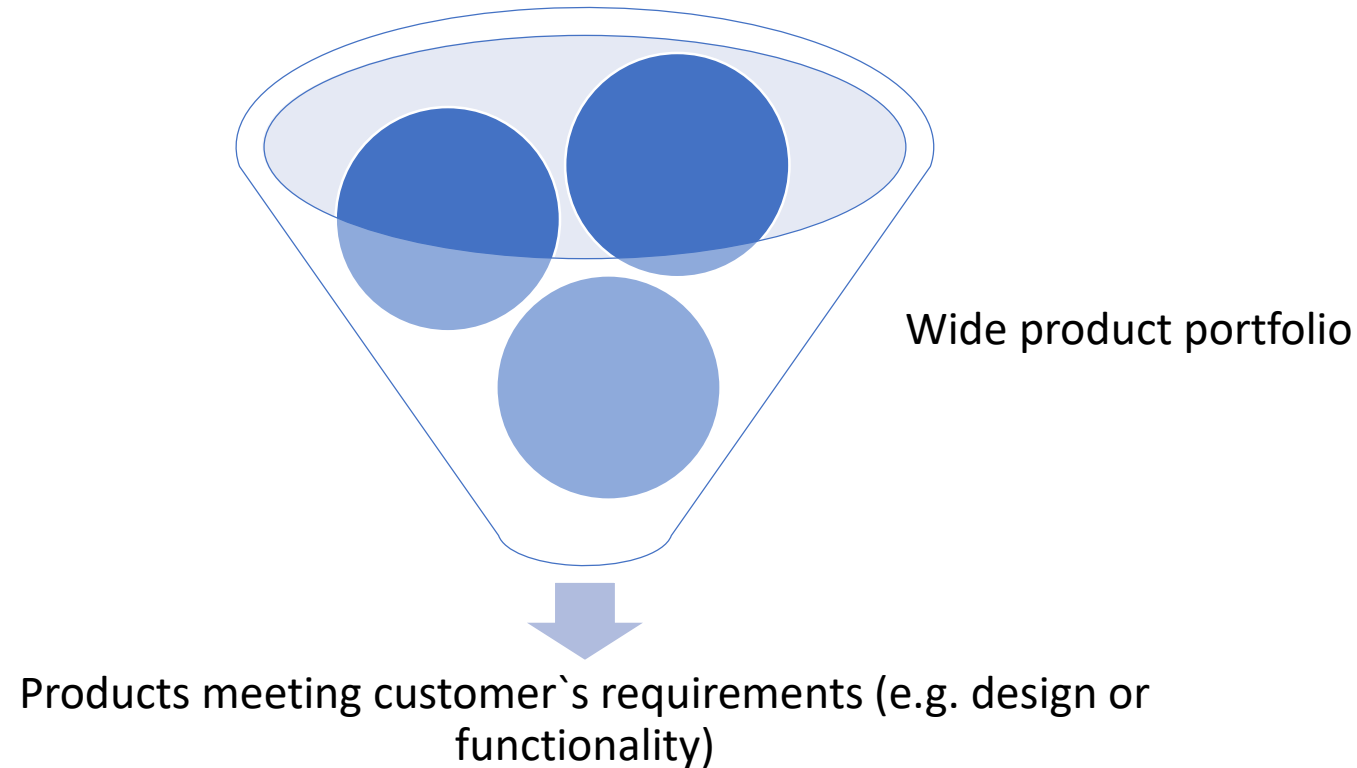 Wide product portfolio
Products meeting customer`s requirements (e.g. design or
functionality)